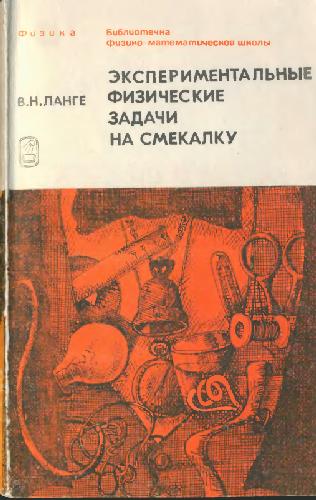 Физика
Библиотечка
физико-математической школы
В.Н.ЛАНГЕ
ЭКСПЕРИМЕНТАЛЬНЫЕ
ФИЗИЧЕСКИЕ
ЗАДАЧИ
НА СМЕКАЛКУ